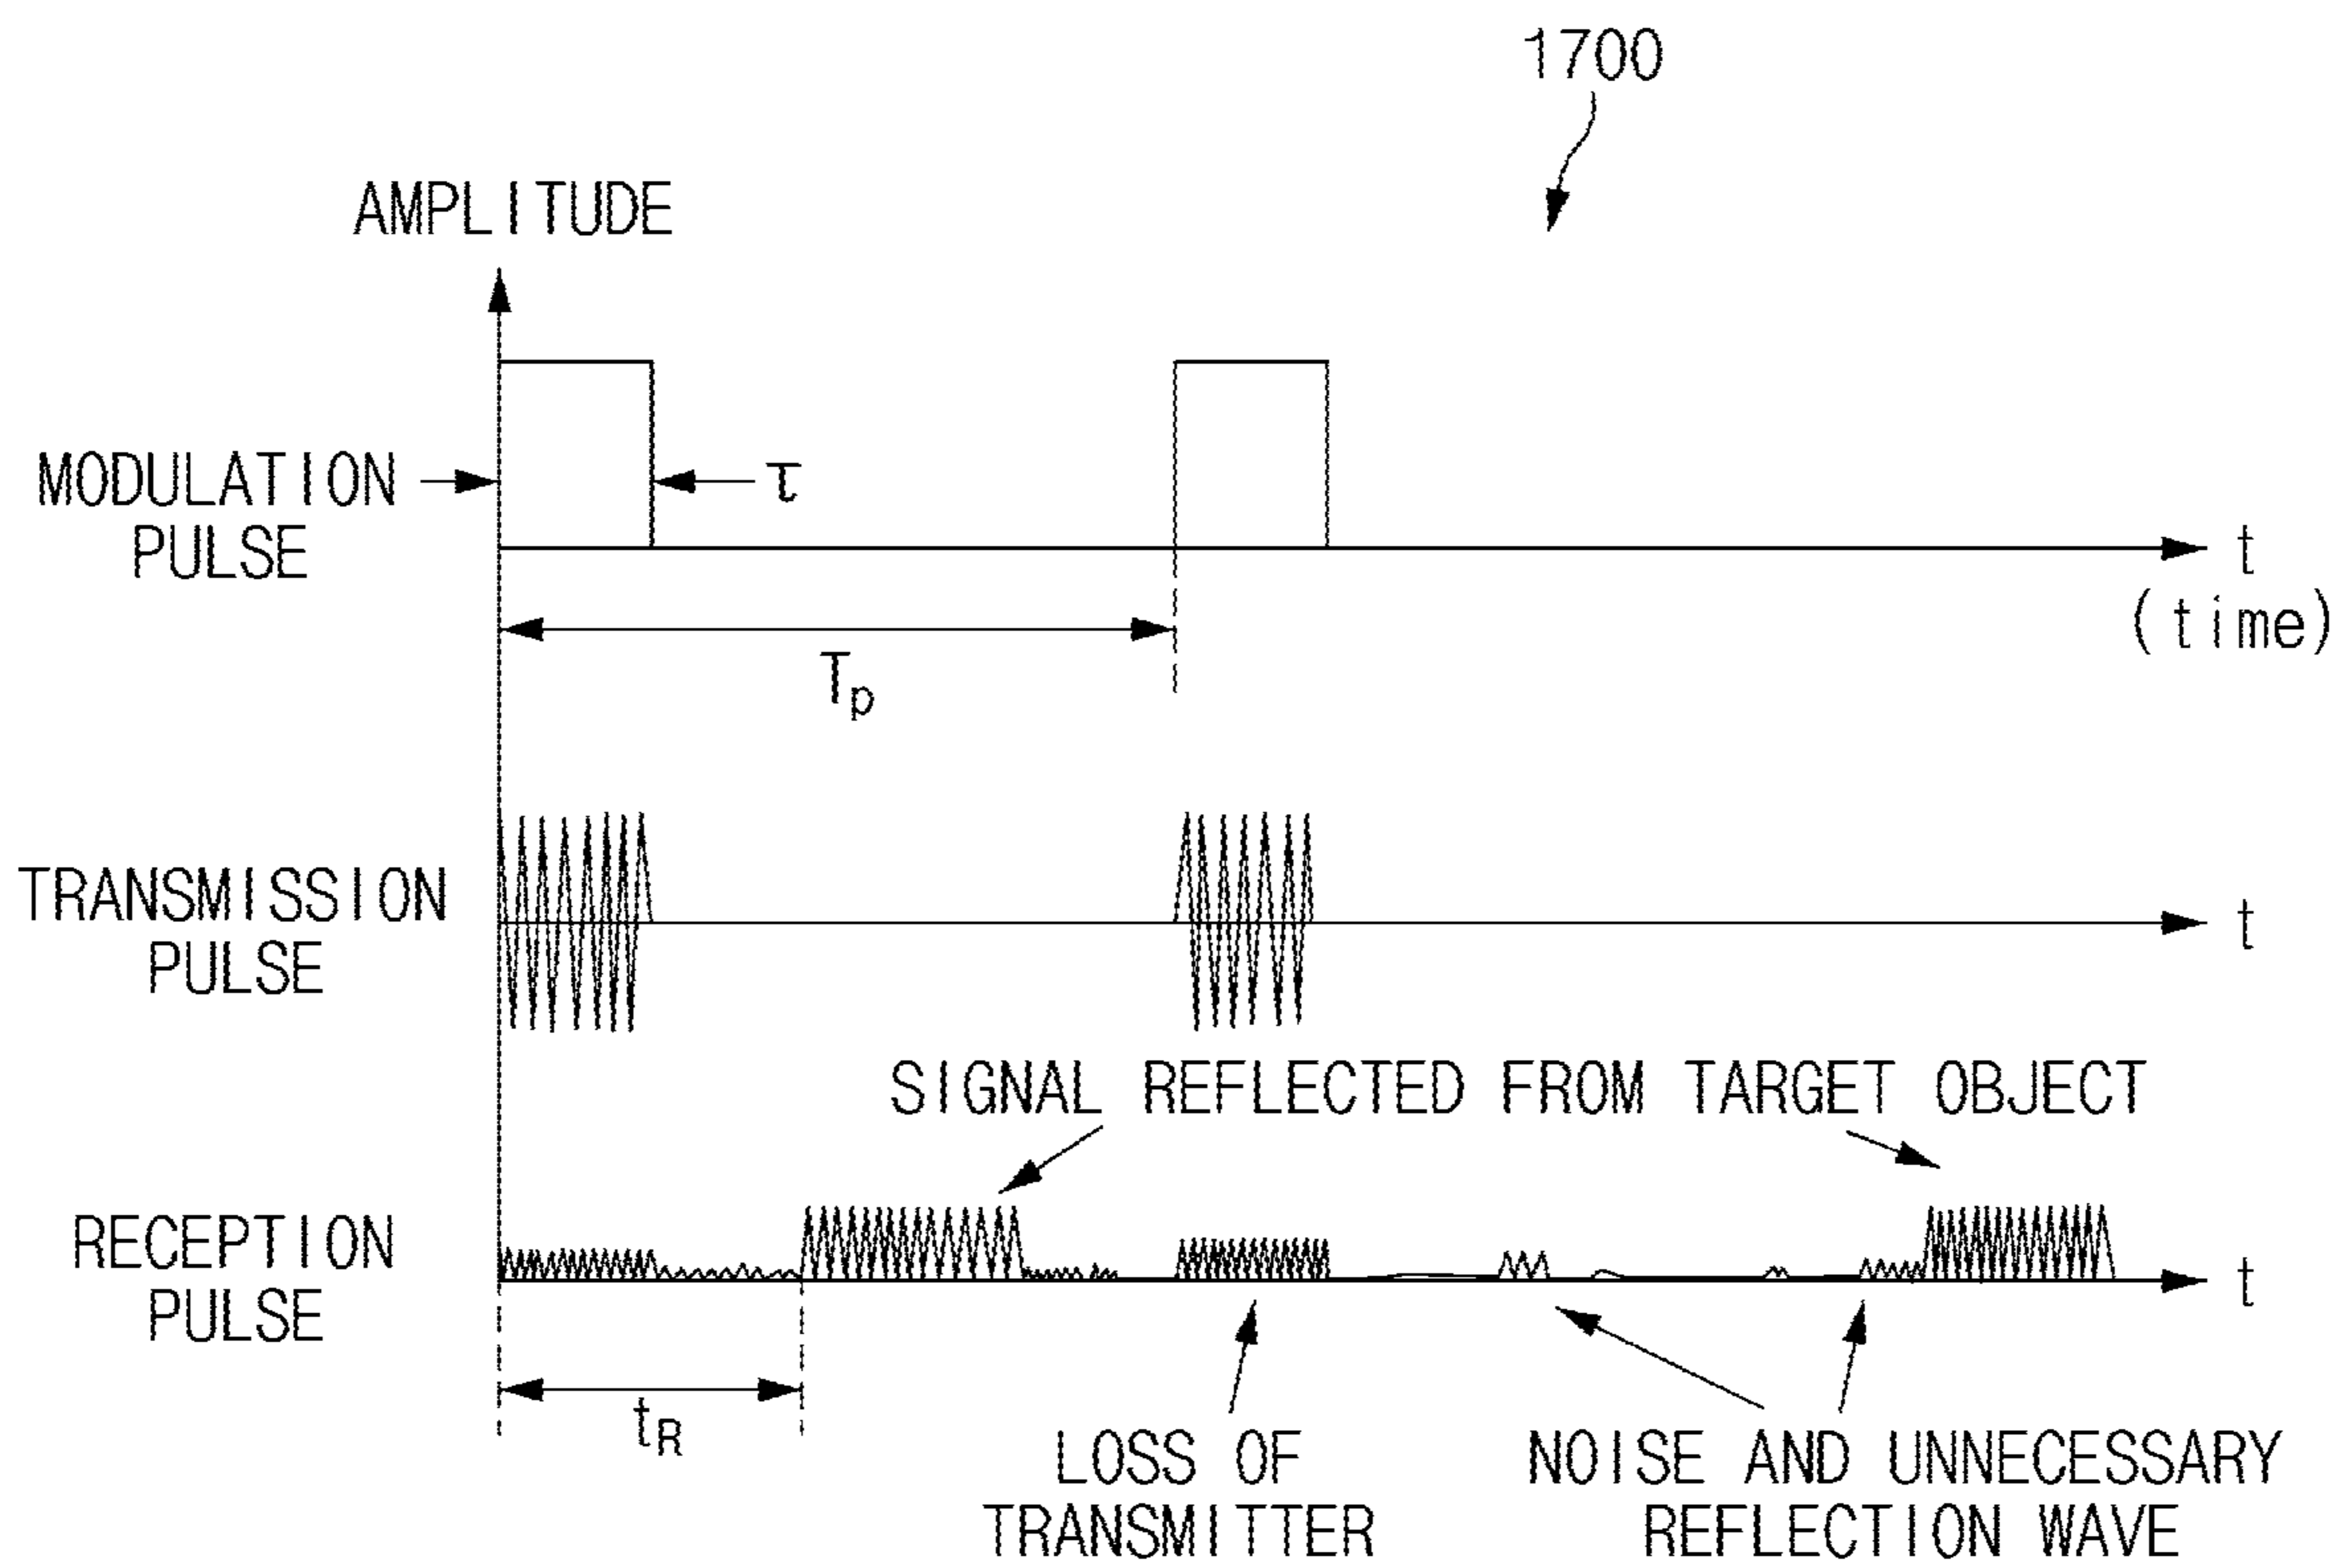 1700
AMPLITUDE
MODULATION
PULSE
τ
t
(time)
Tp
TRANSMISSION
PULSE
t
SIGNAL REFLECTED FROM TARGET OBJECT
RECEPTION
PULSE
t
tR
LOSS OF
TRANSMITTER
NOISE AND UNNECESSARY
REFLECTION WAVE